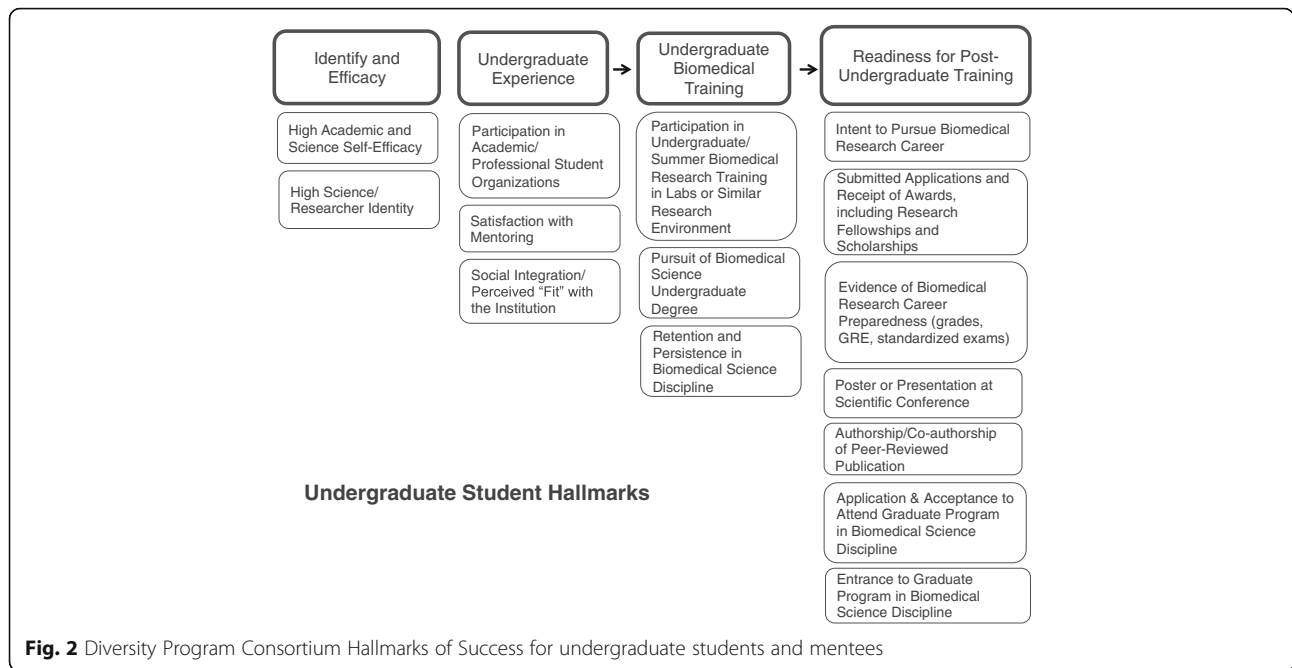 Identify and
Efficacy
High Academic and
Science Self-Efficacy
High Science/
Researcher Identity
Undergraduate
Experience
Participation in
Academic/
Professional Student
Organizations
Satisfaction with
Mentoring
Social Integration/
Perceived “Fit” with
the Institution
Undergraduate
Biomedical
Training
Participation in
Undergraduate/
Summer Biomedical
Research Training
in Labs or Similar
Research
Environment
Pursuit of Biomedical
Science
Undergraduate
Degree
Retention and
Persistence in
Biomedical Science
Discipline
Readiness for Post-
Undergraduate Training
Intent to Pursue Biomedical
Research Career
Submitted Applications and
Receipt of Awards,
including Research
Fellowships and
Scholarships
Evidence of Biomedical
Research Career
Preparedness (grades,
GRE, standardized exams)
Poster or Presentation at
Scientific Conference
Authorship/Co-authorship
of Peer-Reviewed
Publication
Application & Acceptance to
Attend Graduate Program
in Biomedical Science
Discipline
Entrance to Graduate
Program in Biomedical
Science Discipline
Undergraduate Student Hallmarks
Fig. 2 Diversity Program Consortium Hallmarks of Success for undergraduate students and mentees